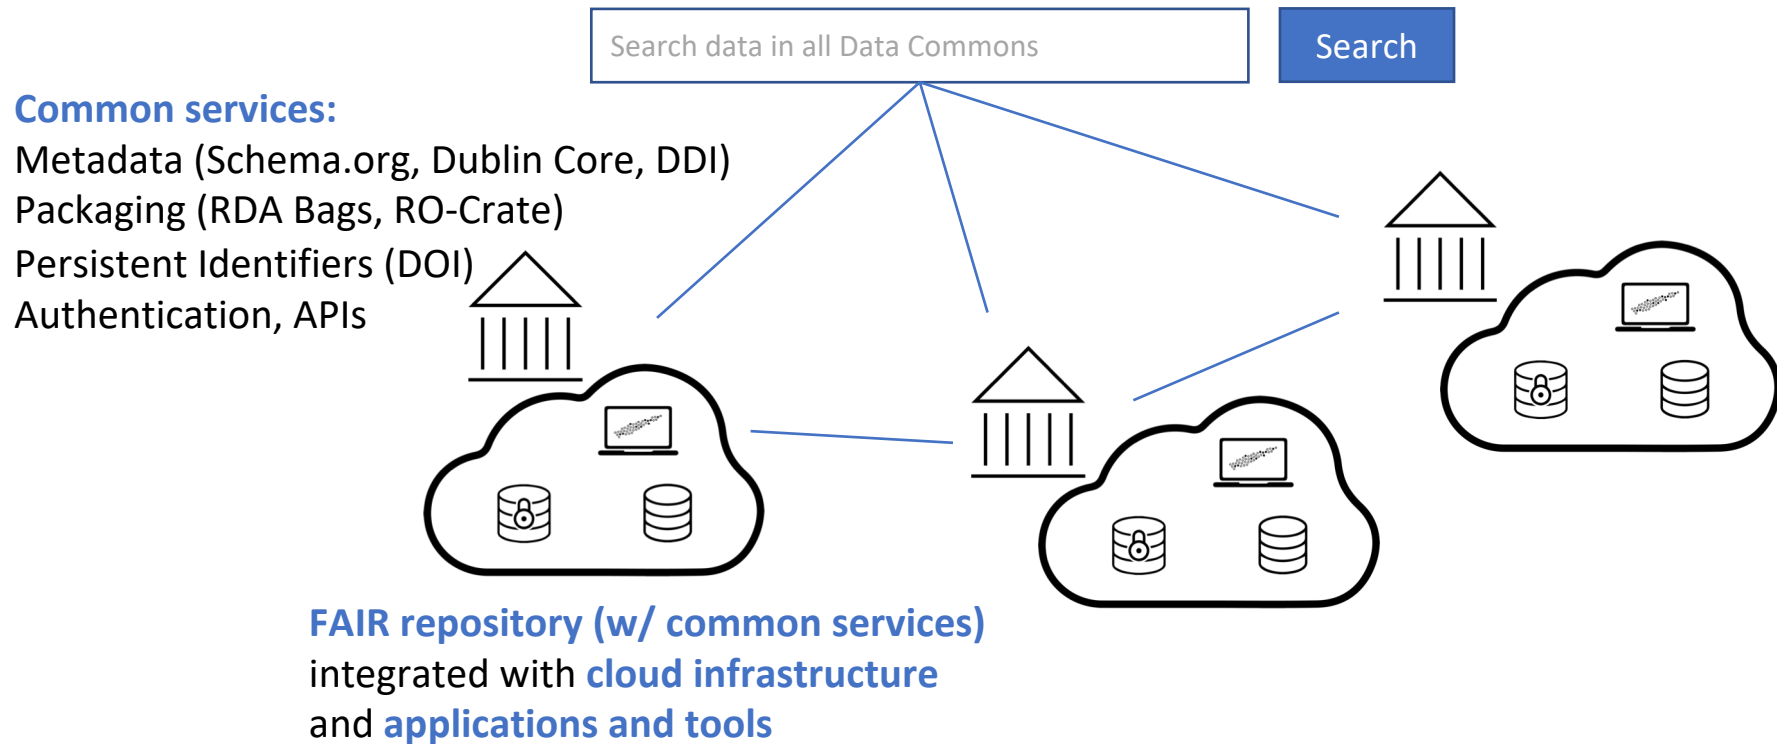 Search data in all Data Commons
Search
Common services:
Metadata (Schema.org, Dublin Core, DDI)
Packaging (RDA Bags, RO-Crate)
Persistent Identifiers (DOI)
Authentication, APIs
FAIR repository (w/ common services)
integrated with cloud infrastructure
and applications and tools